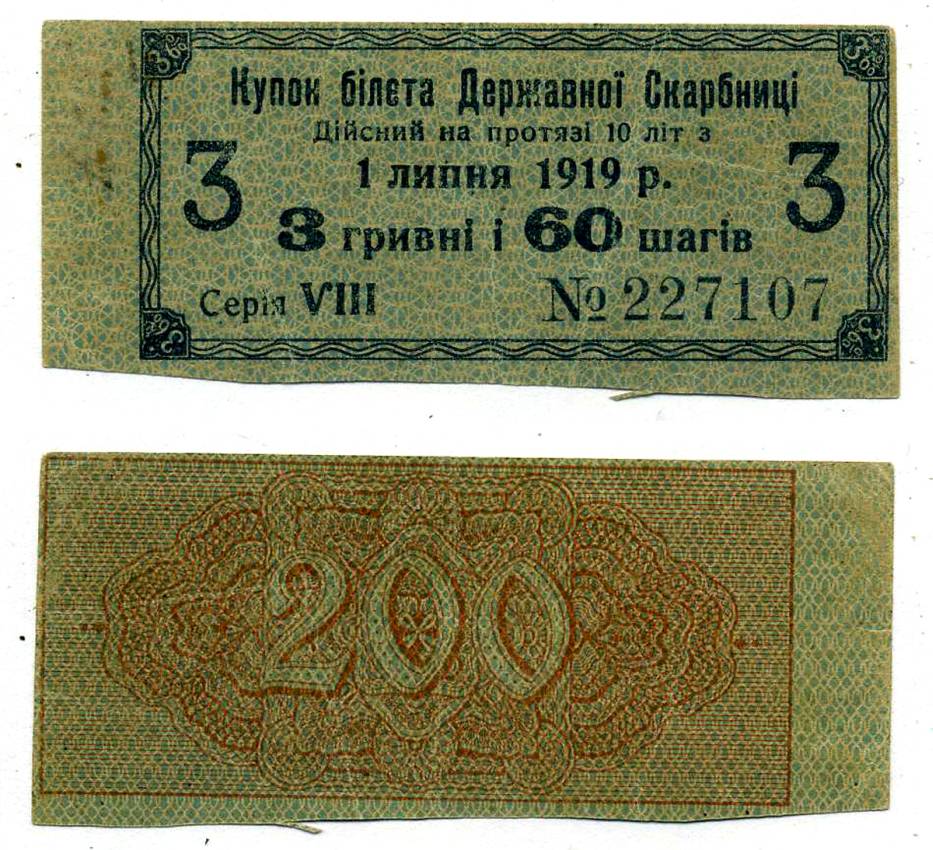 Купон білєта Державної Скарбниці
Дійсний на протязі 10 літ з
3 1 липня 1919 р. 3
3 гривні і 60 шагів
Серія VIII № 227107
200